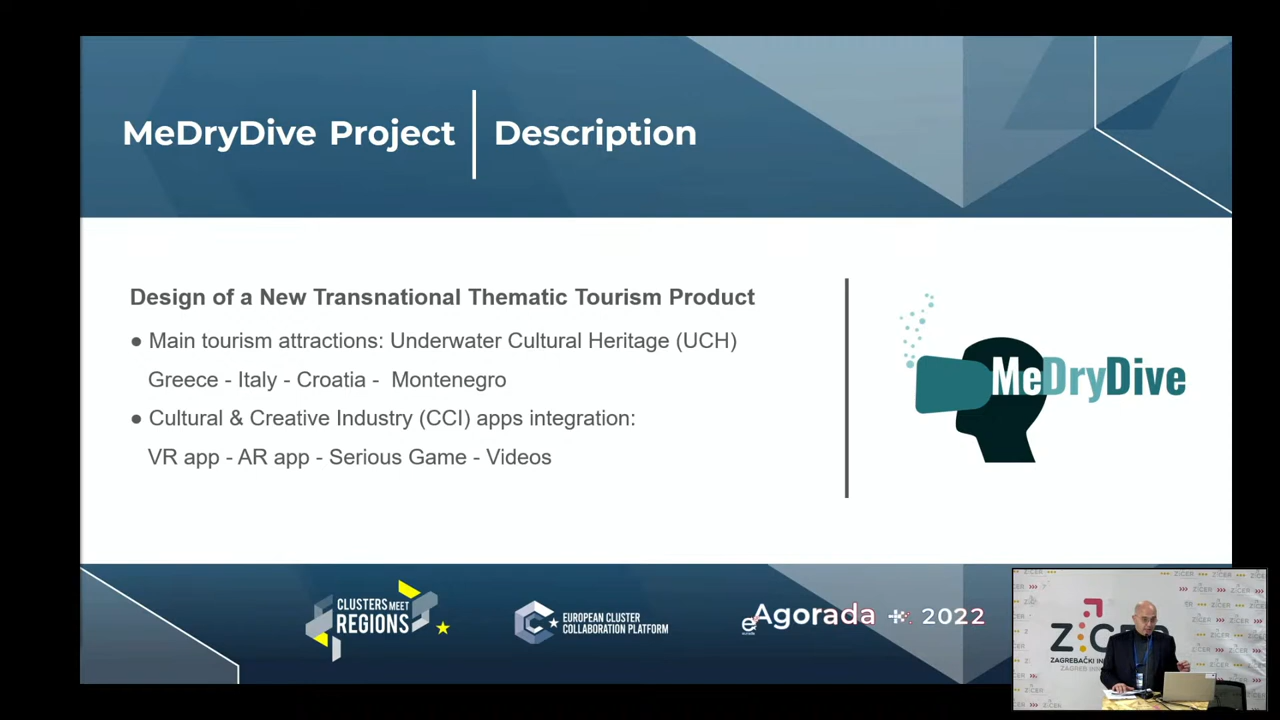 MeDryDive Project | Description
Design of a New Transnational Thematic Tourism Product
● Main tourism attractions: Underwater Cultural Heritage (UCH)
Greece - Italy - Croatia - Montenegro
● Cultural & Creative Industry (CCI) apps integration:
VR app - AR app - Serious Game - Videos
MeDryDive
CLUSTERS MEET
REGIONS
EUROPEAN CLUSTER
COLLABORATION PLATFORM
Agorada + 2022
ZICER